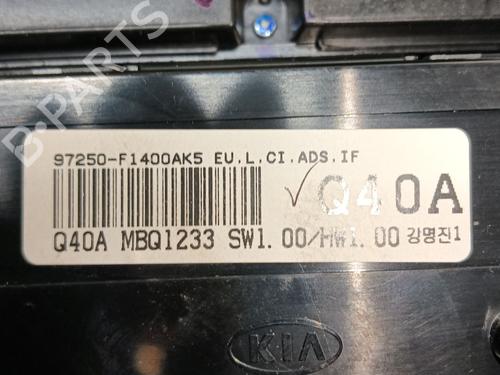 97250-F1400AK5 EU.L.CI.ADS.IF
Q40A
Q40A MBQ1233 SW1.00/HW1.00 강명진1
KIA
B-PARTS